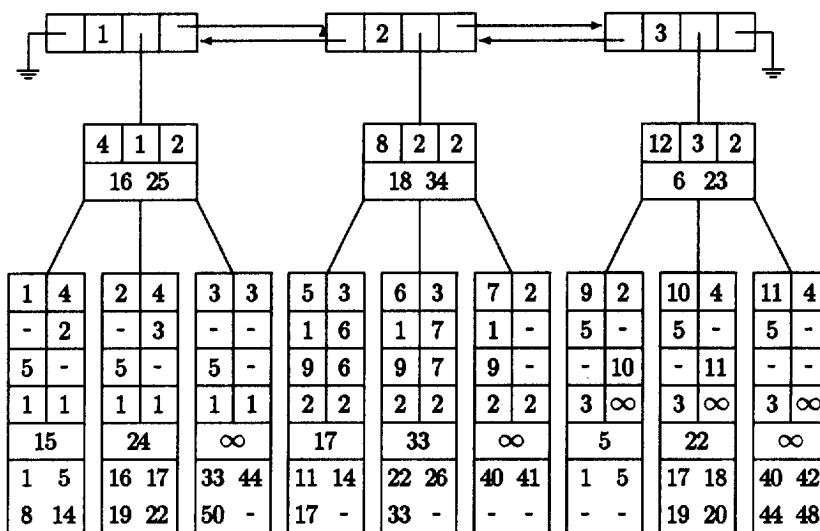 1 2 3
4 1 2 8 2 2 12 3 2
16 25 18 34 6 23
1 4 2 4 3 3 5 3 6 3 7 2 9 2 10 4 11 4
- 2 - 3 - - 1 6 1 7 1 - 5 - 5 - 5 -
5 - 5 - 5 - 9 6 9 7 9 - - 10 - 11 - -
1 1 1 1 1 1 2 2 2 2 2 2 3 ∞ 3 ∞ 3 ∞
15 24 ∞ 17 33 ∞ 5 22 ∞
1 5 16 17 33 44 11 14 22 26 40 41 1 5 17 18 40 42
8 14 19 22 50 - 17 - 33 - - - - - 19 20 44 48